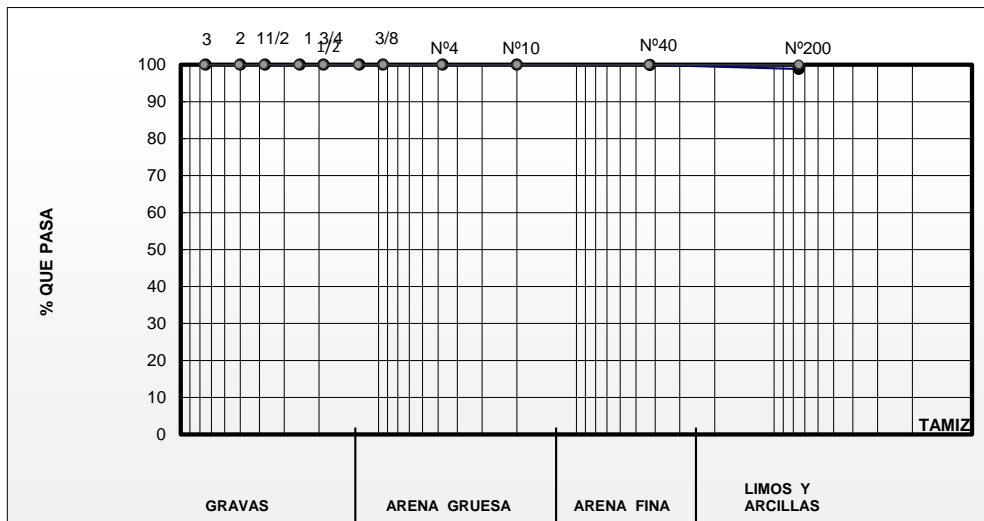 3 2 11/2 1 3/4 3/8
1/2 Nº4 Nº10 Nº40 Nº200
100
90
80
70
60
50
40
30
20
10
0
% QUE PASA
TAMIZ
GRAVAS
ARENA GRUESA
ARENA FINA
LIMOS Y
ARCILLAS